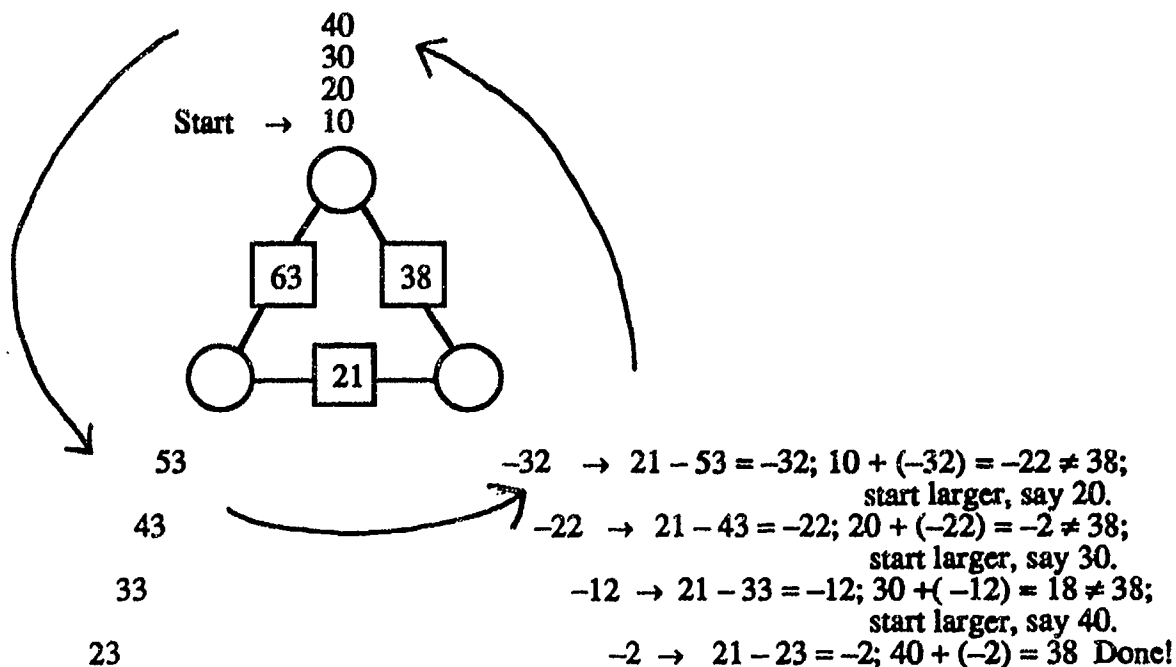 40
30
20
Start → 10
63 38
21
53 –32 → 21 – 53 = –32; 10 + (–32) = –22 ≠ 38;
start larger, say 20.
43 –22 → 21 – 43 = –22; 20 + (–22) = –2 ≠ 38;
start larger, say 30.
33 –12 → 21 – 33 = –12; 30 +( –12) = 18 ≠ 38;
start larger, say 40.
23 –2 → 21 – 23 = –2; 40 + (–2) = 38 Done!